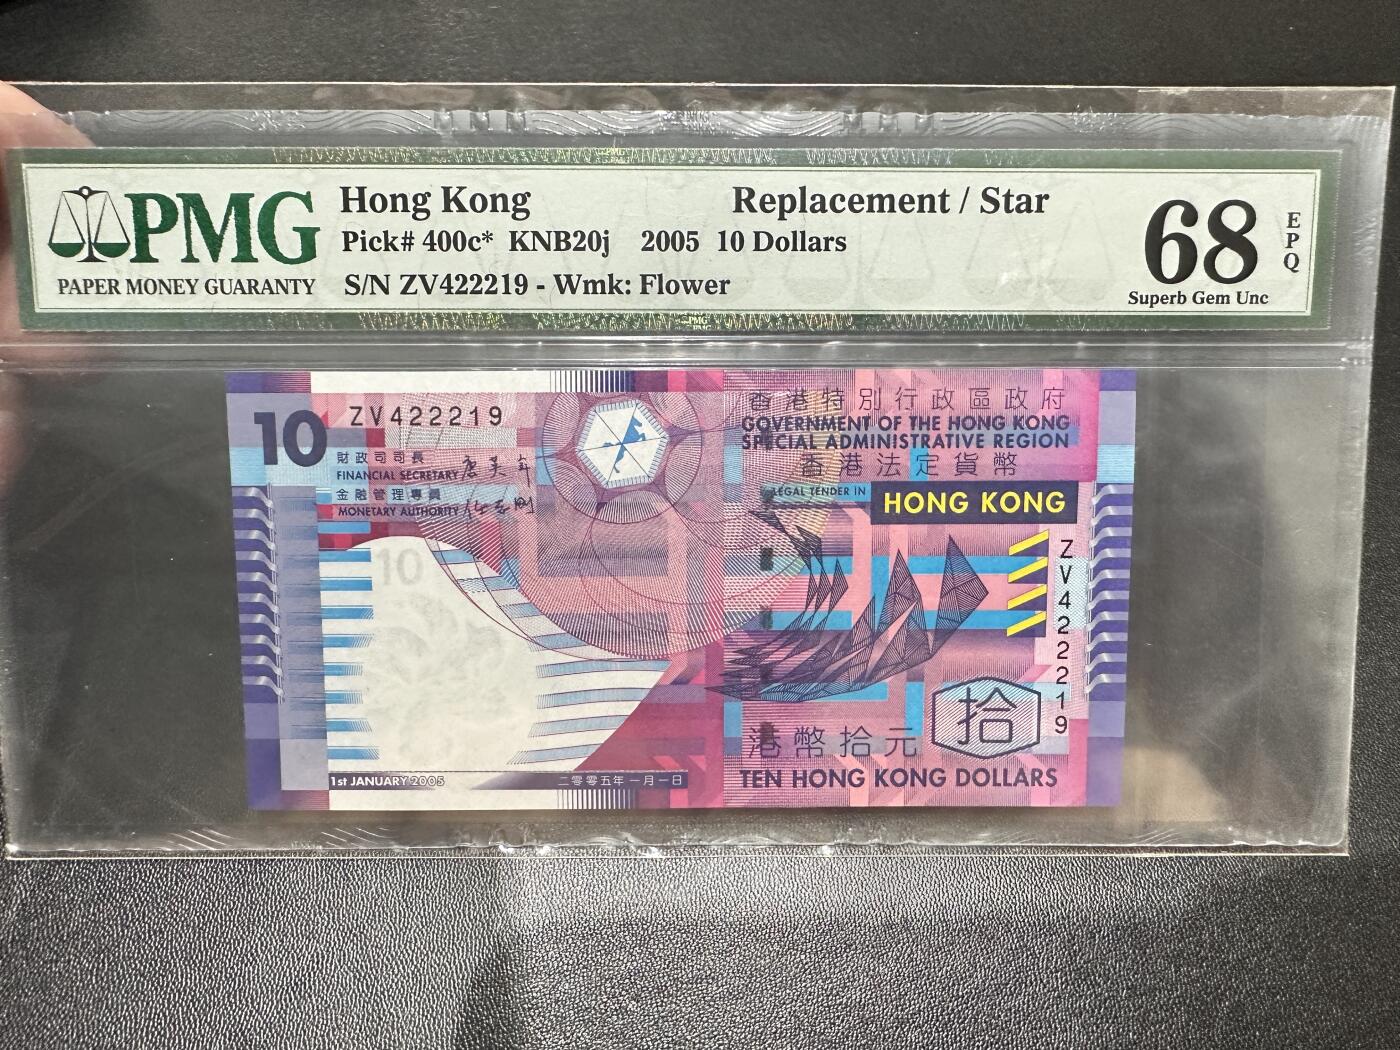 PMG
PAPER MONEY GUARANTY
Hong Kong
Replacement / Star
Pick# 400c* KNB20j 2005 10 Dollars
S/N ZV422219 - Wmk: Flower
68
EPQ
Superb Gem Unc
10
ZV422219
財政司司長
FINANCIAL SECRETARY
金融管理專員
MONETARY AUTHORITY
香港特別行政區政府
GOVERNMENT OF THE HONG KONG
SPECIAL ADMINISTRATIVE REGION
香港法定貨幣
LEGAL TENDER IN
HONG KONG
ZV422219
10
拾
港幣拾元
TEN HONG KONG DOLLARS
1st JANUARY 2005
二零零五年一月一日